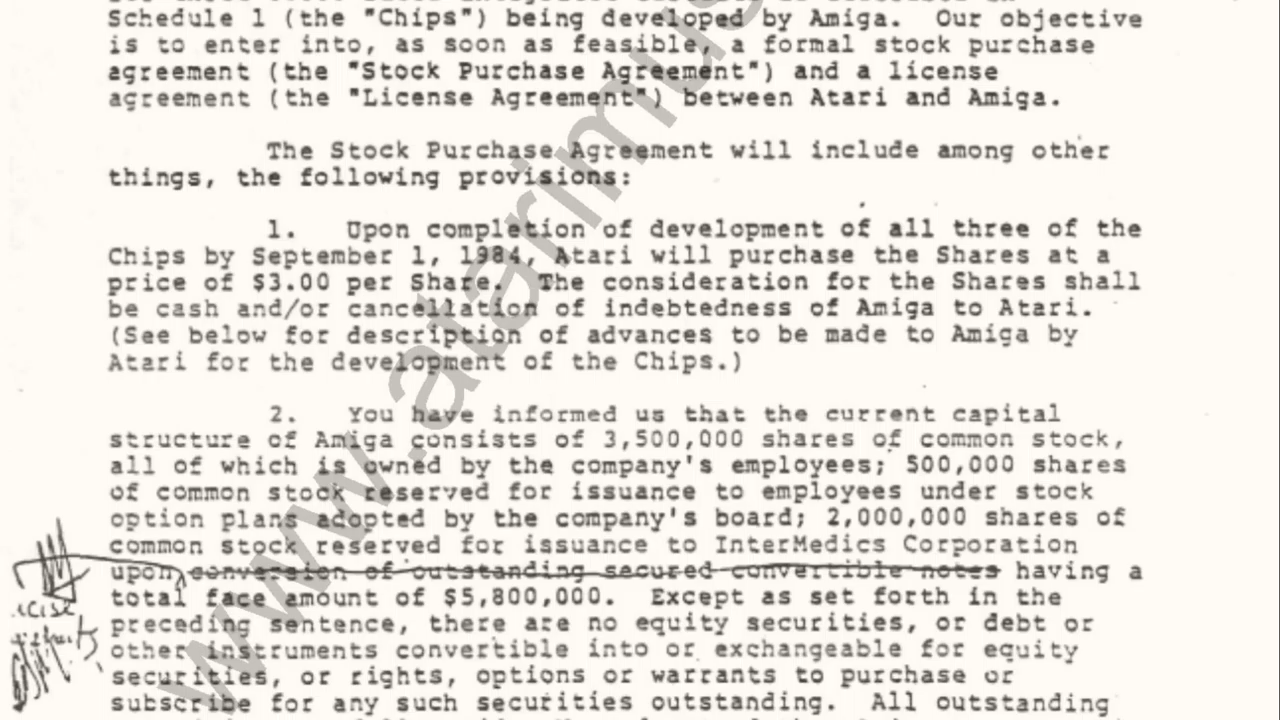 Schedule 1 (the "Chips") being developed by Amiga. Our objective
is to enter into, as soon as feasible, a formal stock purchase
agreement (the "Stock Purchase Agreement") and a license
agreement (the "License Agreement") between Atari and Amiga.
The Stock Purchase Agreement will include among other
things, the following provisions:
1. Upon completion of development of all three of the
Chips by September 1, 1984, Atari will purchase the Shares at a
price of $3.00 per Share. The consideration for the Shares shall
be cash and/or cancellation of indebtedness of Amiga to Atari.
(See below for description of advances to be made to Amiga by
Atari for the development of the Chips.)
2. You have informed us that the current capital
structure of Amiga consists of 3,500,000 shares of common stock,
all of which is owned by the company's employees; 500,000 shares
of common stock reserved for issuance to employees under stock
option plans adopted by the company's board; 2,000,000 shares of
common stock reserved for issuance to InterMedics Corporation
upon conversion of outstanding secured convertible notes having a
total face amount of $5,800,000. Except as set forth in the
preceding sentence, there are no equity securities, or debt or
other instruments convertible into or exchangeable for equity
securities, or rights, options or warrants to purchase or
subscribe for any such securities outstanding. All outstanding
www.atarimus